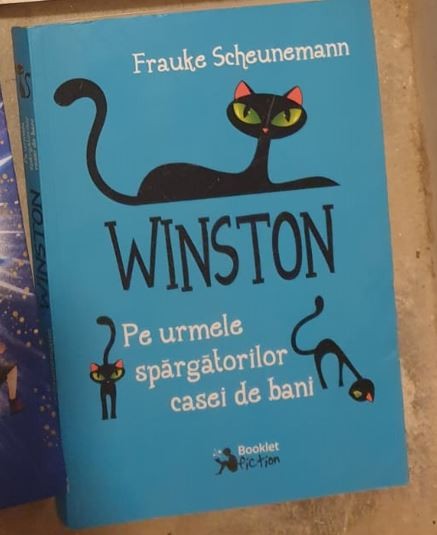 Frauke Scheunemann
WINSTON
Pe urmele
spărgătorilor
casei de bani
Booklet
fiction
WINSTON